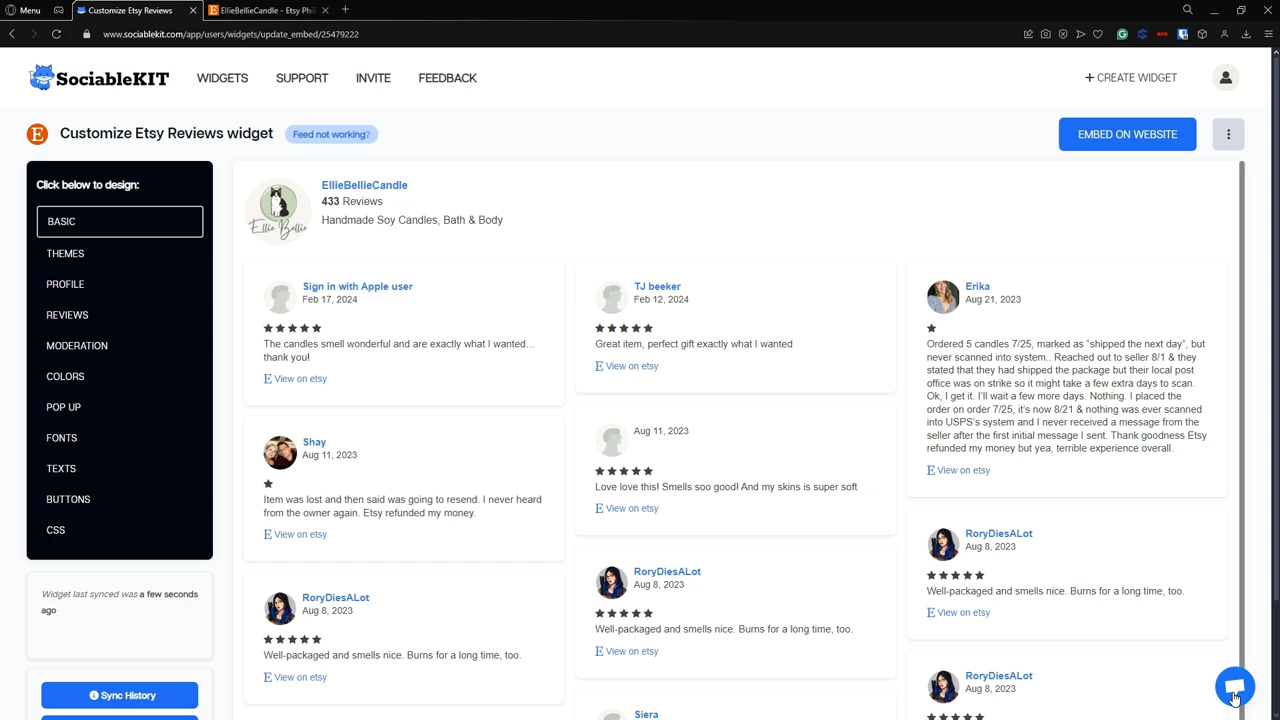 Menu
Customize Etsy Reviews
EllieBellieCandle - Etsy Phili
www.sociablekit.com/app/users/widgets/update_embed/25479222
SociableKIT
WIDGETS
SUPPORT
INVITE
FEEDBACK
+ CREATE WIDGET
E
Customize Etsy Reviews widget
Feed not working?
EMBED ON WEBSITE
Click below to design:
BASIC
THEMES
PROFILE
REVIEWS
MODERATION
COLORS
POP UP
FONTS
TEXTS
BUTTONS
CSS
Widget last synced was a few seconds
ago
Sync History
Ellie Bellie
EllieBellieCandle
433 Reviews
Handmade Soy Candles, Bath & Body
Sign in with Apple user
Feb 17, 2024
The candles smell wonderful and are exactly what I wanted…
thank you!
E View on etsy
Shay
Aug 11, 2023
Item was lost and then said was going to resend. I never heard
from the owner again. Etsy refunded my money.
E View on etsy
RoryDiesALot
Aug 8, 2023
Well-packaged and smells nice. Burns for a long time, too.
E View on etsy
TJ beeker
Feb 12, 2024
Great item, perfect gift exactly what I wanted
E View on etsy
Aug 11, 2023
Love love this! Smells soo good! And my skins is super soft
E View on etsy
RoryDiesALot
Aug 8, 2023
Well-packaged and smells nice. Burns for a long time, too.
E View on etsy
Siera
Erika
Aug 21, 2023
Ordered 5 candles 7/25, marked as “shipped the next day”, but
never scanned into system.. Reached out to seller 8/1 & they
stated that they had shipped the package but their local post
office was on strike so it might take a few extra days to scan.
Ok, I get it. I’ll wait a few more days. Nothing. I placed the
order on order 7/25, it’s now 8/21 & nothing was ever scanned
into USPS’s system and I never received a message from the
seller after the first initial message I sent. Thank goodness Etsy
refunded my money but yea, terrible experience overall.
E View on etsy
RoryDiesALot
Aug 8, 2023
Well-packaged and smells nice. Burns for a long time, too.
E View on etsy
RoryDiesALot
Aug 8, 2023